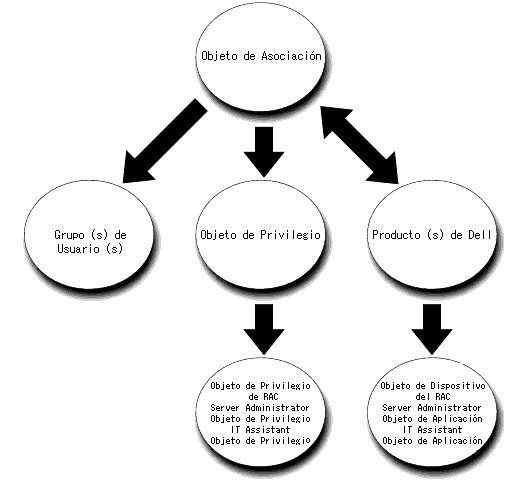 Objeto de Asociación
Grupo (s) de
Usuario (s)
Objeto de Privilegio
Producto (s) de Dell
Objeto de Privilegio
de RAC
Server Administrator
Objeto de Privilegio
IT Assistant
Objeto de Privilegio
Objeto de Dispositivo
del RAC
Server Administrator
Objeto de Aplicación
IT Assistant
Objeto de Aplicación